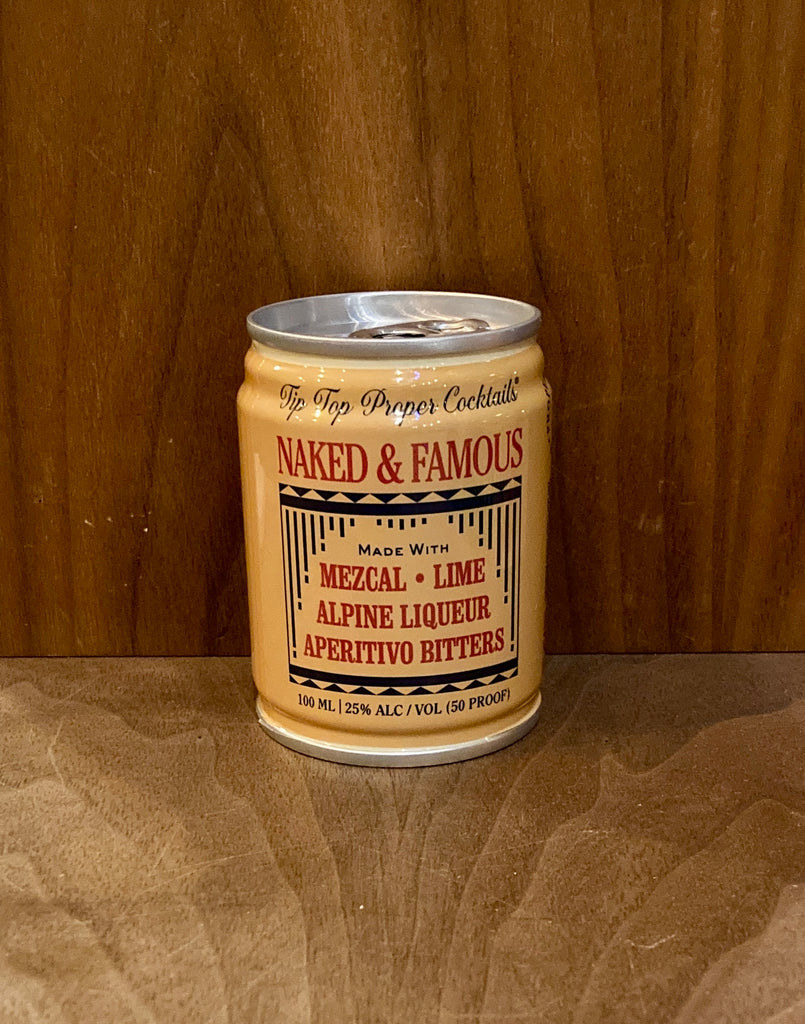 Tip Top Proper Cocktails®
NAKED & FAMOUS
MADE WITH
MEZCAL • LIME
ALPINE LIQUEUR
APERITIVO BITTERS
100 ML | 25% ALC / VOL (50 PROOF)